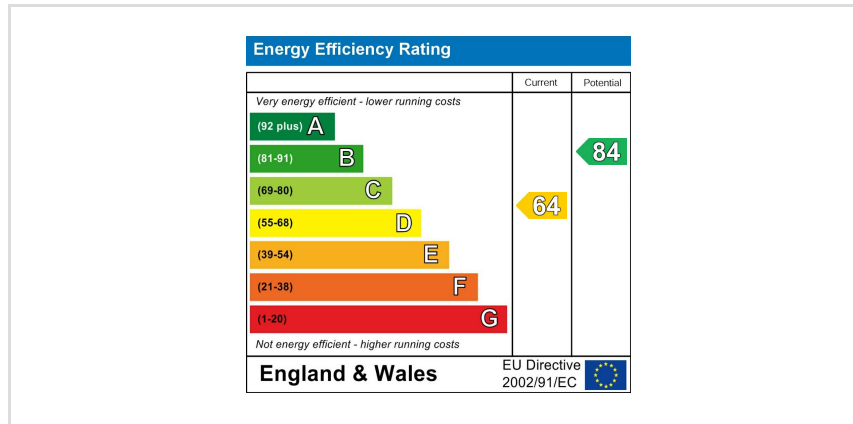 Energy Efficiency Rating
Current Potential
Very energy efficient - lower running costs
(92 plus) A
(81-91) B
84
(69-80) C
64
(55-68) D
(39-54) E
(21-38) F
(1-20) G
Not energy efficient - higher running costs
England & Wales
EU Directive
2002/91/EC